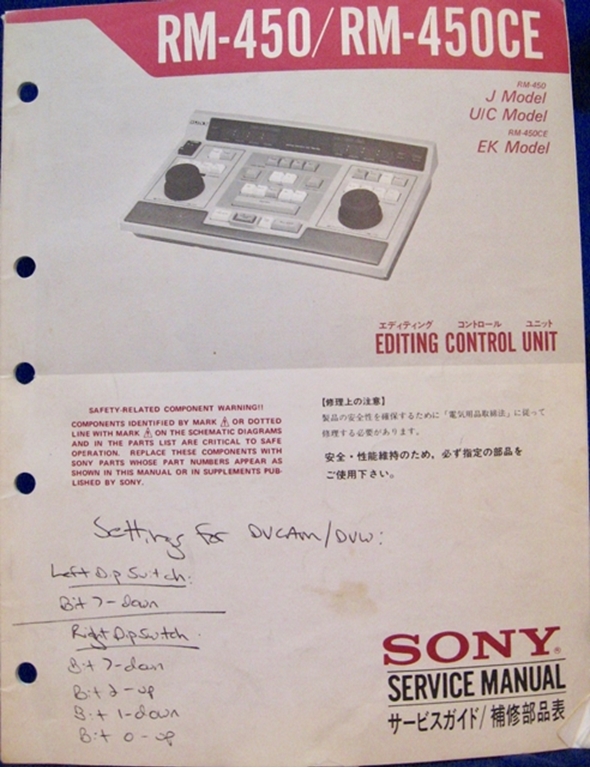 RM-450/RM-450CE
RM-450
J Model
U/C Model
RM-450CE
EK Model
SONY
エディティング コントロール ユニット
EDITING CONTROL UNIT
SAFETY-RELATED COMPONENT WARNING!!
COMPONENTS IDENTIFIED BY MARK ⚠ OR DOTTED
LINE WITH MARK ⚠ ON THE SCHEMATIC DIAGRAMS
AND IN THE PARTS LIST ARE CRITICAL TO SAFE
OPERATION. REPLACE THESE COMPONENTS WITH
SONY PARTS WHOSE PART NUMBERS APPEAR AS
SHOWN IN THIS MANUAL OR IN SUPPLEMENTS PUB-
LISHED BY SONY.
【修理上の注意】
製品の安全性を確保するために「電気用品取締法」に従って
修理する必要があります。
安全・性能維持のため，必ず指定の部品を
ご使用下さい。
Setting for DVCAM/DVW:
Left Dip Switch:
Bit 7-down
Right Dip Switch.
Bit 7-down
Bit 2-up
Bit 1-down
Bit 0-up
SONY®
SERVICE MANUAL
サービスガイド/補修部品表